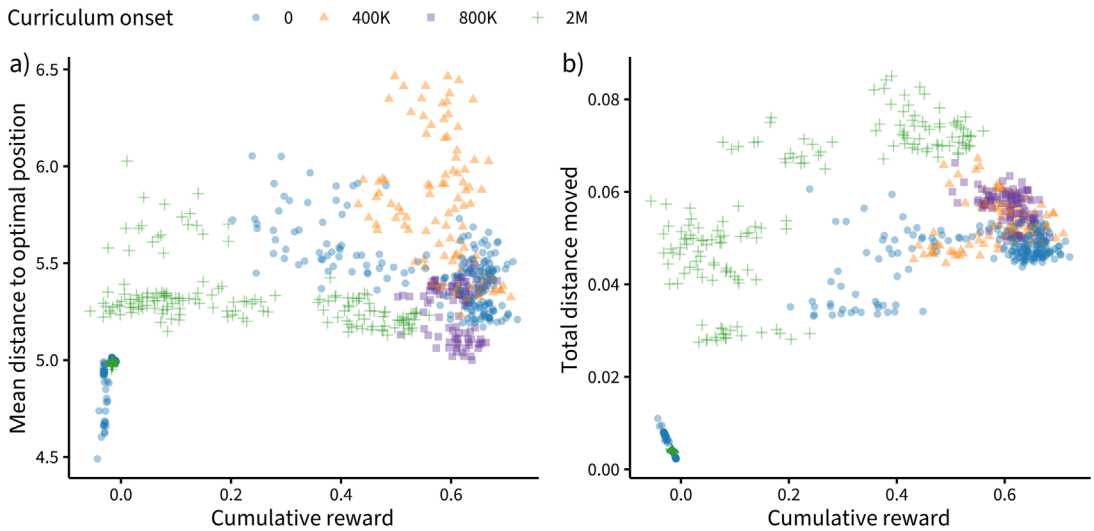 Curriculum onset 0 400K 800K 2M
a)
Mean distance to optimal position
6.5
6.0
5.5
5.0
4.5
0.0 0.2 0.4 0.6
Cumulative reward
b)
Total distance moved
0.08
0.06
0.04
0.02
0.00
0.0 0.2 0.4 0.6
Cumulative reward